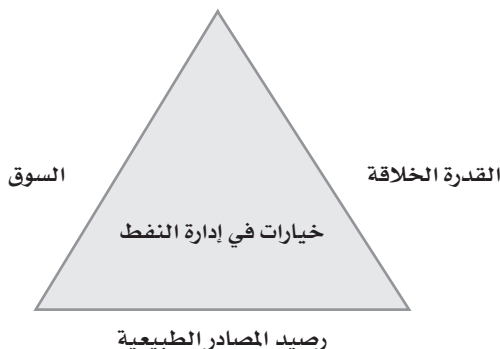 القدرة الخلاقة
السوق
خيارات في إدارة النفط
رصيد المصادر الطبيعية